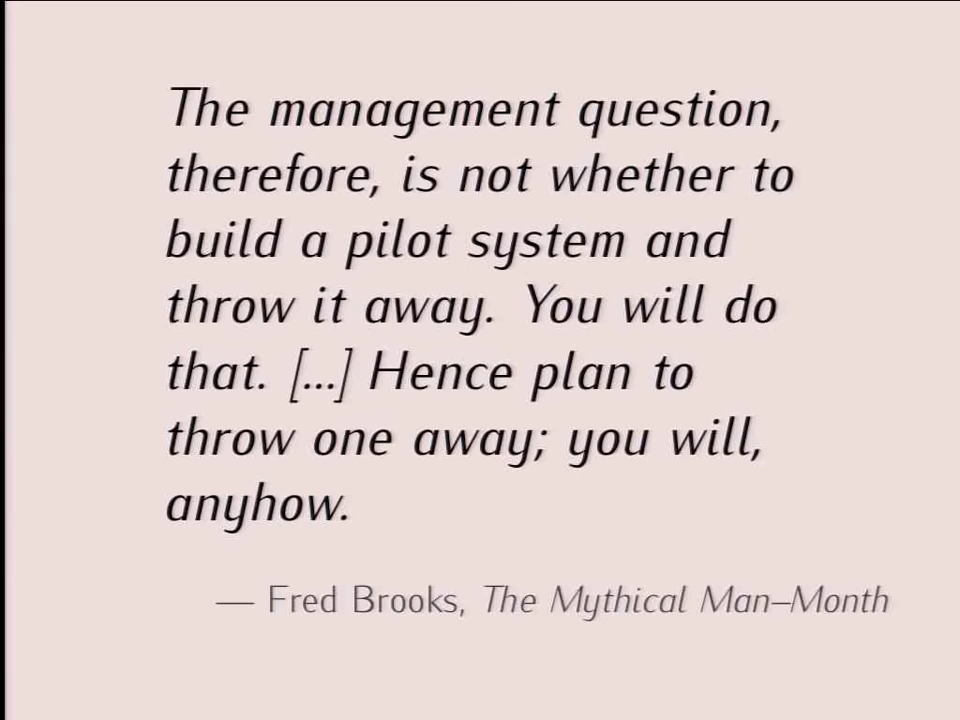 The management question,
therefore, is not whether to
build a pilot system and
throw it away. You will do
that. [...] Hence plan to
throw one away; you will,
anyhow.
— Fred Brooks, The Mythical Man–Month